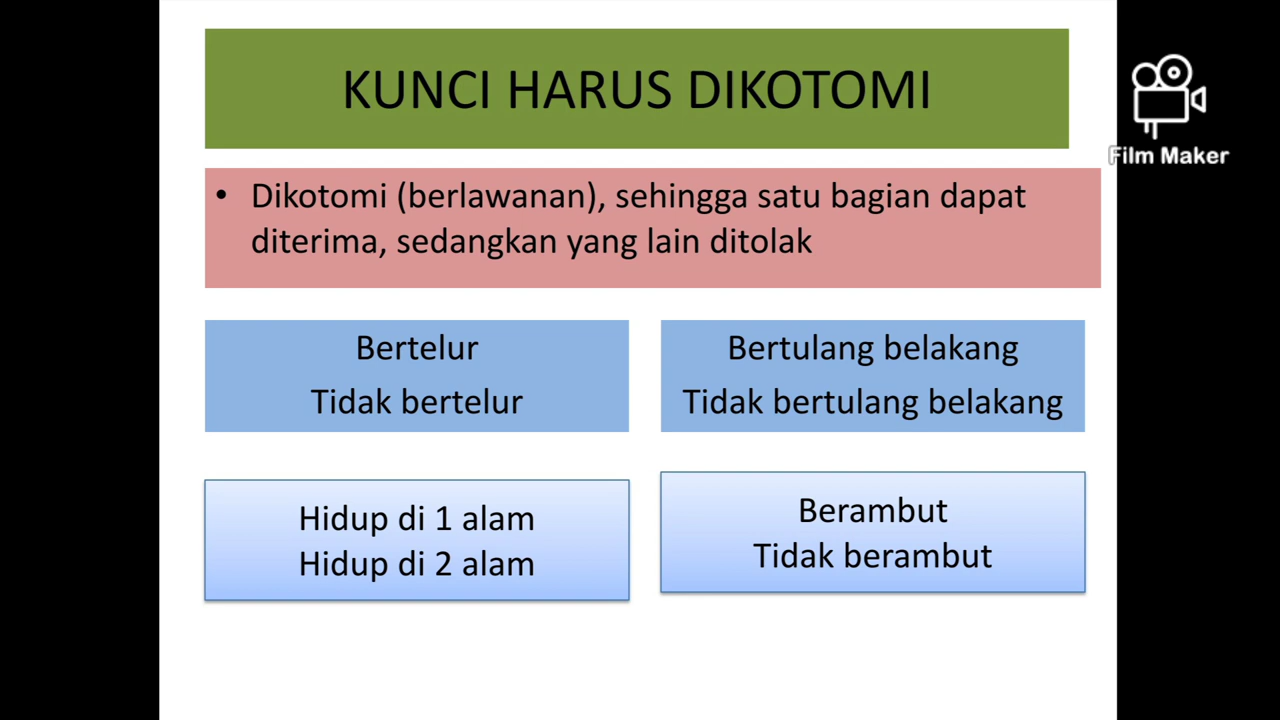 KUNCI HARUS DIKOTOMI
Film Maker
• Dikotomi (berlawanan), sehingga satu bagian dapat
diterima, sedangkan yang lain ditolak
Bertelur
Tidak bertelur
Bertulang belakang
Tidak bertulang belakang
Hidup di 1 alam
Hidup di 2 alam
Berambut
Tidak berambut